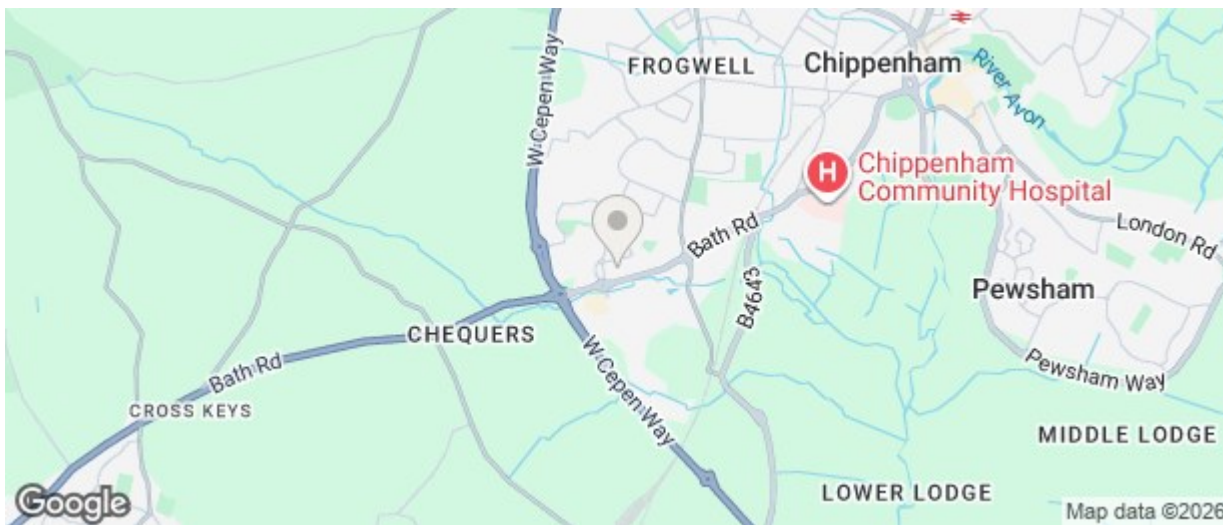 W Cepen Way
FROGWELL
Chippenham
River Avon
H
Chippenham
Community Hospital
Bath Rd
London Rd
B4643
Pewsham
CHEQUERS
W Cepen Way
Bath Rd
Pewsham Way
CROSS KEYS
MIDDLE LODGE
LOWER LODGE
Google
Map data ©2026